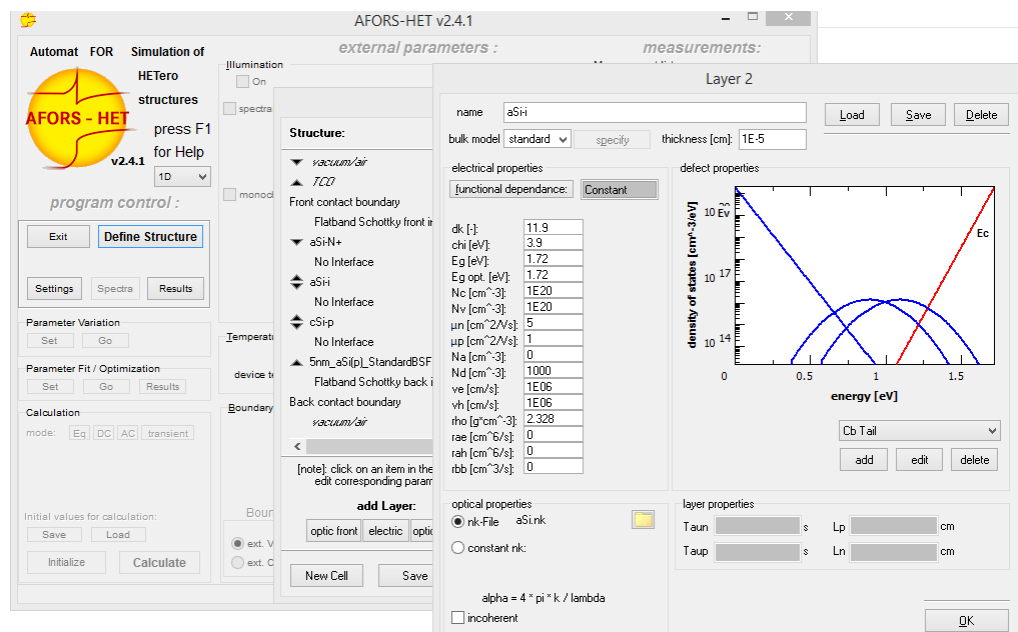 AFORS-HET v2.4.1
Automat FOR Simulation of
HETero
structures
AFORS - HET
press F1
for Help
v2.4.1
1D
program control :
Exit
Define Structure
Settings
Spectra
Results
Parameter Variation
Set
Go
Parameter Fit / Optimization
Set
Go
Results
Calculation
mode:
Eq
DC
AC
transient
Initial values for calculation:
Save
Load
Initialize
Calculate
external parameters :
measurements:
Illumination
On
spectra
monoc
Temperat
device t
Boundary
Boun
ext. V
ext. C
Structure:
vacuum/air
TCO
Front contact boundary
Flatband Schottky front in
aSi-N+
No Interface
aSi-i
No Interface
cSi-p
No Interface
5nm_aSi(p)_StandardBSF
Flatband Schottky back i
Back contact boundary
vacuum/air
<
[note]: click on an item in the
edit corresponding param
add Layer:
optic front
electric
optic
New Cell
Save
Layer 2
name
aSi-i
Load
Save
Delete
bulk model
standard
specify
thickness [cm]:
1E-5
electrical properties
functional dependance:
Constant
dk [-]: 11.9
chi [eV]: 3.9
Eg [eV]: 1.72
Eg opt. [eV]: 1.72
Nc [cm^-3]: 1E20
Nv [cm^-3]: 1E20
µn [cm^2/Vs]: 5
µp [cm^2/Vs]: 1
Na [cm^-3]: 0
Nd [cm^-3]: 1000
ve [cm/s]: 1E06
vh [cm/s]: 1E06
rho [g*cm^-3]: 2.328
rae [cm^6/s]: 0
rah [cm^6/s]: 0
rbb [cm^3/s]: 0
defect properties
density of states [cm^-3/eV]
10 20
Ev
Ec
10 17
10 14
0 0.5 1 1.5
energy [eV]
Cb Tail
add
edit
delete
optical properties
nk-File aSi.nk
constant nk:
alpha = 4 * pi * k / lambda
incoherent
layer properties
Taun s Lp cm
Taup s Ln cm
OK